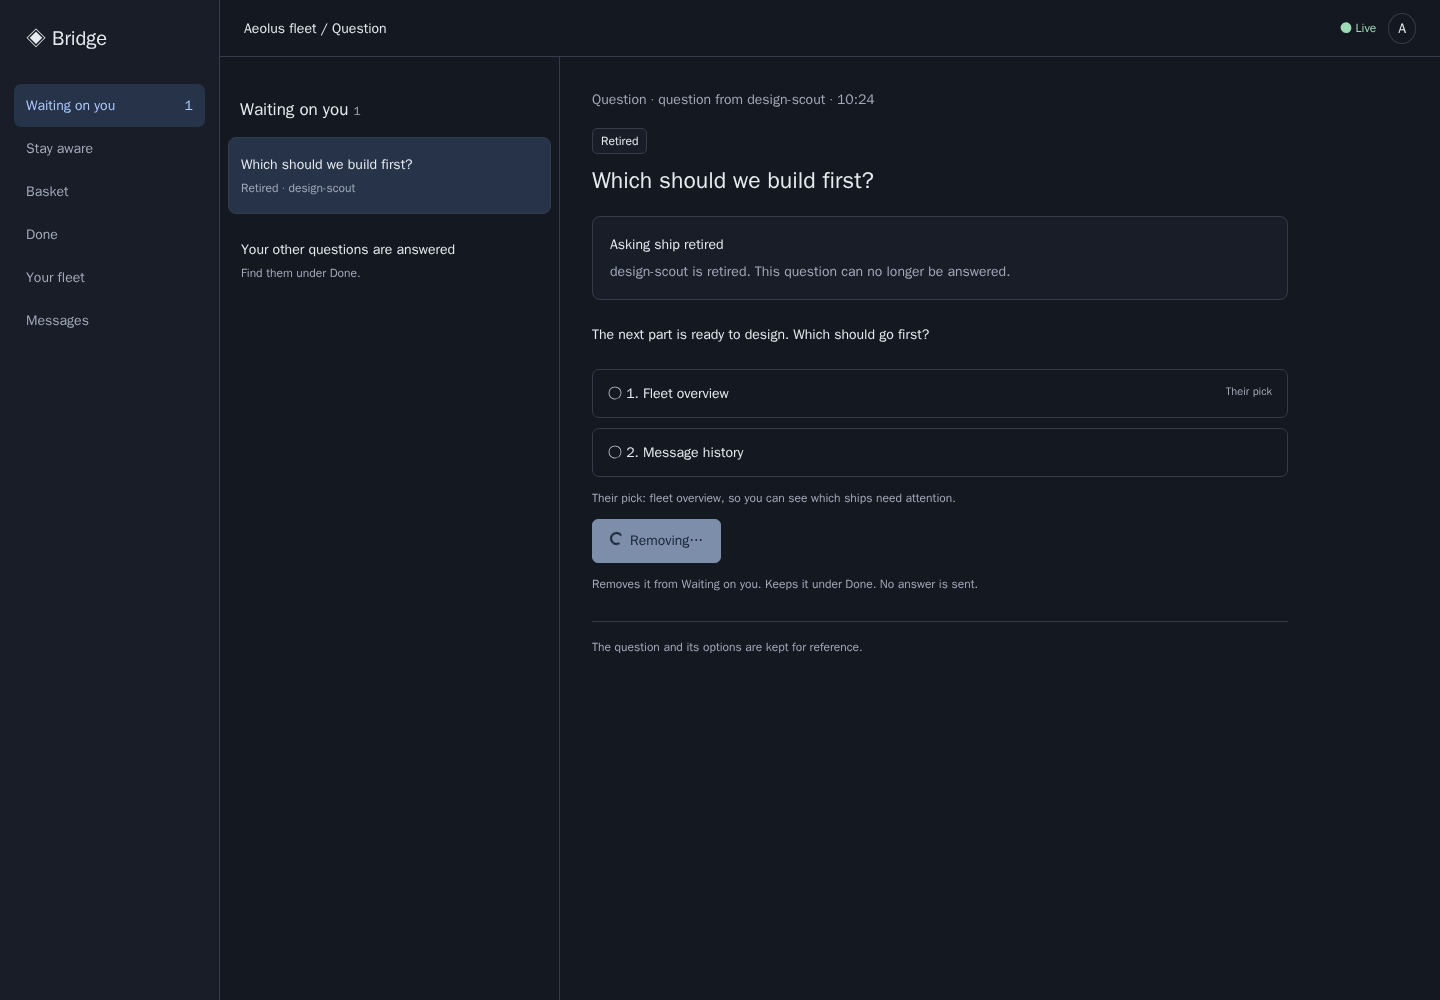 Bridge
Waiting on you 1
Stay aware
Basket
Done
Your fleet
Messages
Aeolus fleet / Question
Live
A
Waiting on you 1
Which should we build first?
Retired · design-scout
Your other questions are answered
Find them under Done.
Question · question from design-scout · 10:24
Retired
Which should we build first?
Asking ship retired
design-scout is retired. This question can no longer be answered.
The next part is ready to design. Which should go first?
1. Fleet overview Their pick
2. Message history
Their pick: fleet overview, so you can see which ships need attention.
Removing…
Removes it from Waiting on you. Keeps it under Done. No answer is sent.
The question and its options are kept for reference.